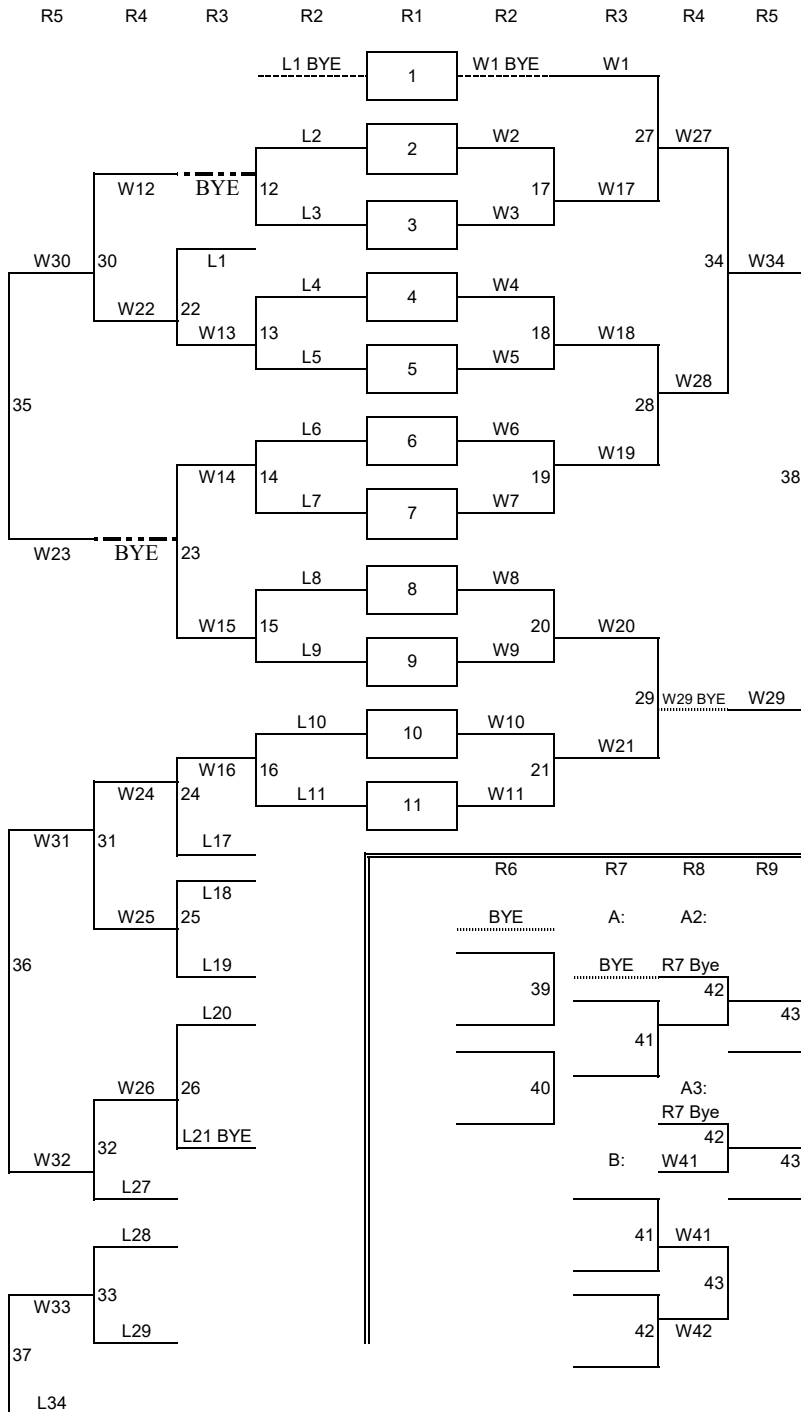 R5 R4 R3 R2 R1 R2 R3 R4 R5
L1 BYE 1 W1 BYE W1
L2 2 W2 27 W27
W12 BYE 12 17 W17
L3 3 W3
W30 30 L1 34 W34
L4 4 W4
W22 22 W13 13 18 W18
L5 5 W5 W28
35 28
L6 6 W6 W19
W14 14 19 38
L7 7 W7
W23 BYE 23
L8 8 W8
W15 15 20 W20
L9 9 W9
29 W29 BYE W29
L10 10 W10
W16 16 21 W21
W24 24 L11 11 W11
W31 31 L17
R6 R7 R8 R9
L18
W25 25 BYE A: A2:
36 L19 BYE R7 Bye
39 42
L20 43
41
W26 26 40 A3:
R7 Bye
32 L21 BYE 42
W32 B: W41 43
L27
L28 41 W41
33 43
W33
L29 42 W42
37
L34